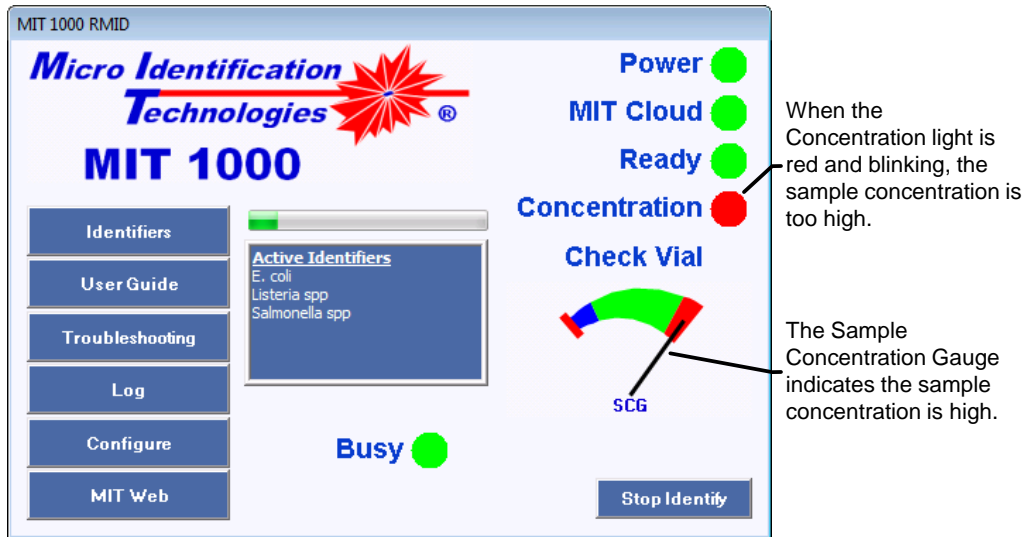 MIT 1000 RMID
Micro Identification
Technologies ®
MIT 1000
Power
MIT Cloud
Ready
Concentration
Check Vial
SCG
Identifiers
User Guide
Troubleshooting
Log
Configure
MIT Web
Active Identifiers
E. coli
Listeria spp
Salmonella spp
Busy
Stop Identify
When the
Concentration light is
red and blinking, the
sample concentration is
too high.
The Sample
Concentration Gauge
indicates the sample
concentration is high.